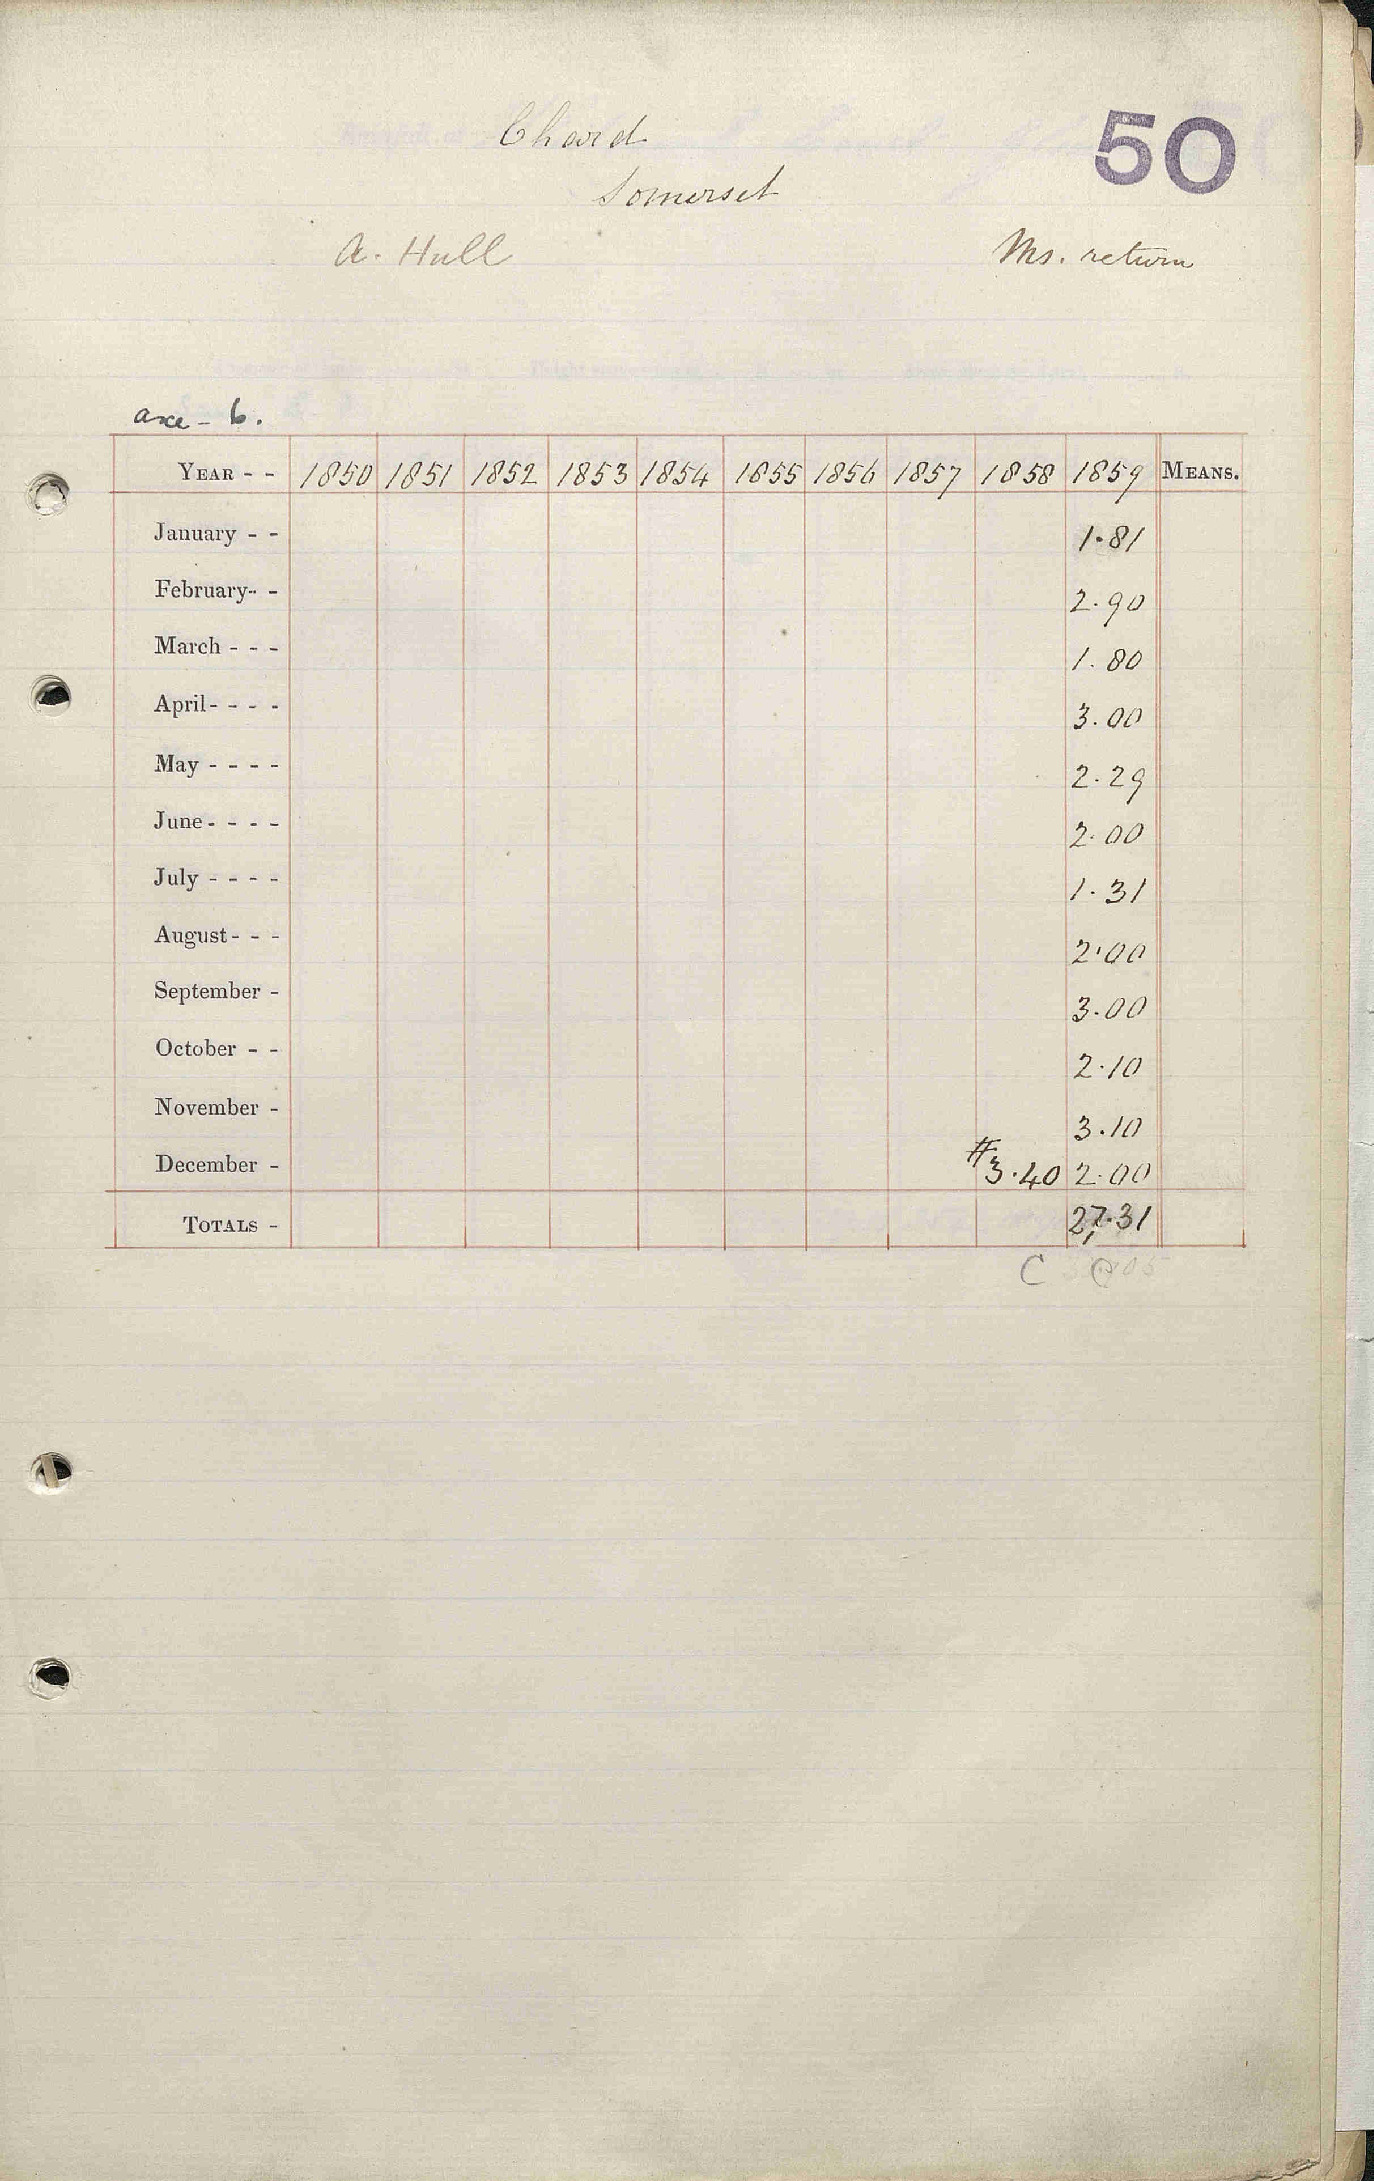 50
Chard
Somerset
A. Hull Ms. return
axe - 6.
YEAR - - 1850 1851 1852 1853 1854 1855 1856 1857 1858 1859 MEANS.
January - - 1.81
February - - 2.90
March - - - 1.80
April - - - - 3.00
May - - - - 2.29
June - - - - 2.00
July - - - - 1.31
August - - - 2.00
September - 3.00
October - - 2.10
November - 3.10
December - #3.40 2.00
TOTALS - 27.31
C C